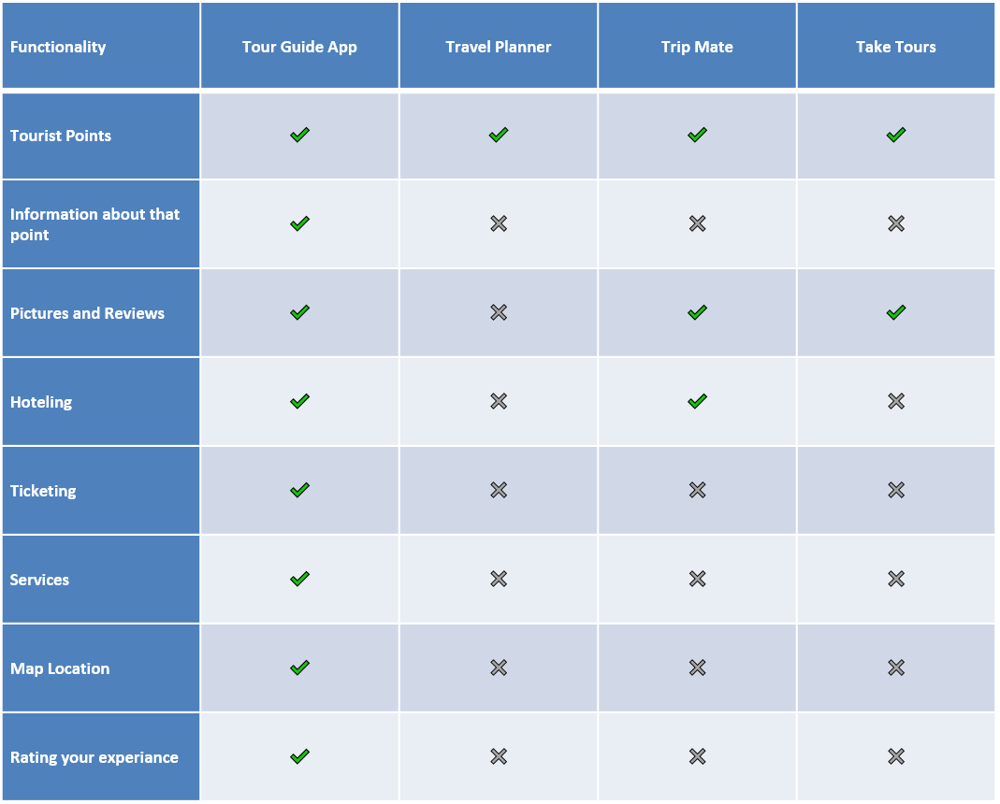 Functionality
Tour Guide App
Travel Planner
Trip Mate
Take Tours
Tourist Points
Information about that
point
Pictures and Reviews
Hoteling
Ticketing
Services
Map Location
Rating your experiance